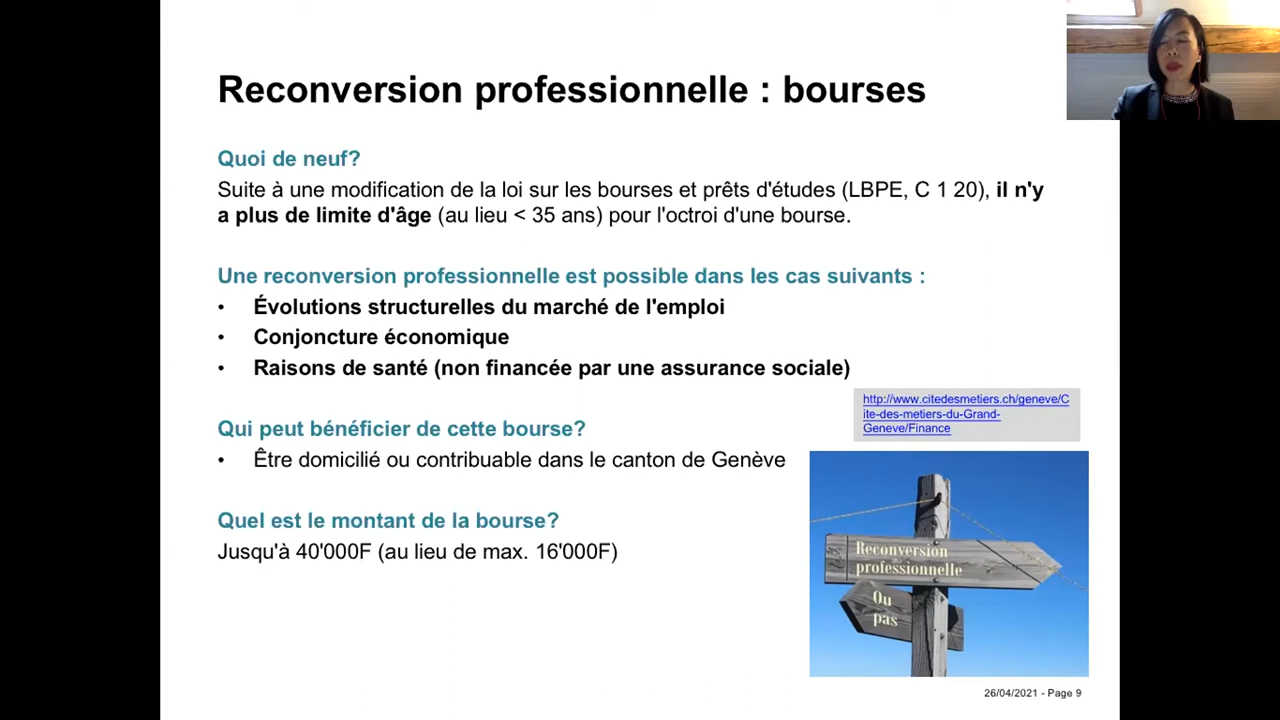 Reconversion professionnelle : bourses
Quoi de neuf?
Suite à une modification de la loi sur les bourses et prêts d'études (LBPE, C 1 20), il n'y
a plus de limite d'âge (au lieu < 35 ans) pour l'octroi d'une bourse.
Une reconversion professionnelle est possible dans les cas suivants :
• Évolutions structurelles du marché de l'emploi
• Conjoncture économique
• Raisons de santé (non financée par une assurance sociale)
http://www.citedesmetiers.ch/geneve/C
ite-des-metiers-du-Grand-
Geneve/Finance
Qui peut bénéficier de cette bourse?
• Être domicilié ou contribuable dans le canton de Genève
Quel est le montant de la bourse?
Jusqu'à 40'000F (au lieu de max. 16'000F)
Reconversion
professionnelle
Ou
pas
26/04/2021 - Page 9